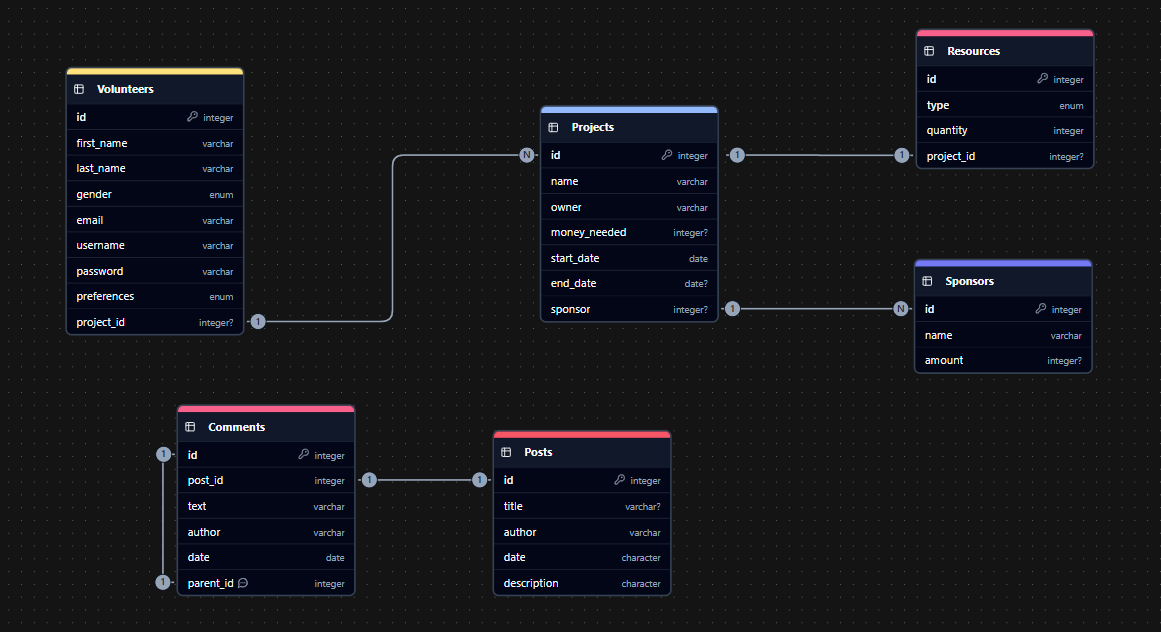 Volunteers
id integer
first_name varchar
last_name varchar
gender enum
email varchar
username varchar
password varchar
preferences enum
project_id integer?
1
N
Projects
id integer
name varchar
owner varchar
money_needed integer?
start_date date
end_date date?
sponsor integer?
1
1
Resources
id integer
type enum
quantity integer
project_id integer?
1
N
Sponsors
id integer
name varchar
amount integer?
Comments
1
id integer
post_id integer
text varchar
author varchar
date date
1
parent_id integer
1
1
Posts
id integer
title varchar?
author varchar
date character
description character